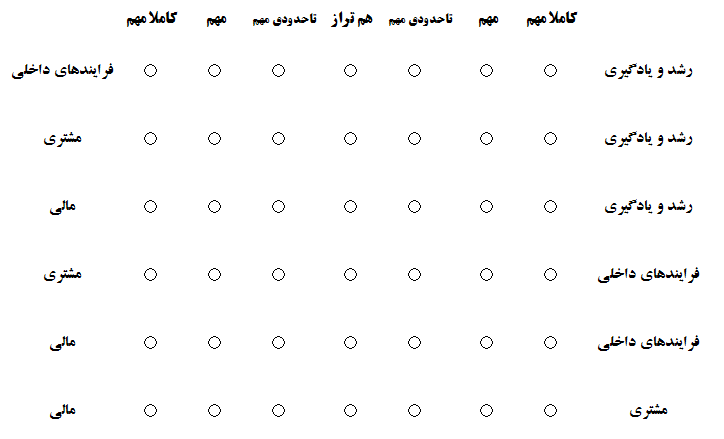 کاملا مهم مهم تاحدودی مهم هم تراز تاحدودی مهم مهم کاملا مهم
رشد و یادگیری فرایندهای داخلی
رشد و یادگیری مشتری
رشد و یادگیری مالی
فرایندهای داخلی مشتری
فرایندهای داخلی مالی
مشتری مالی